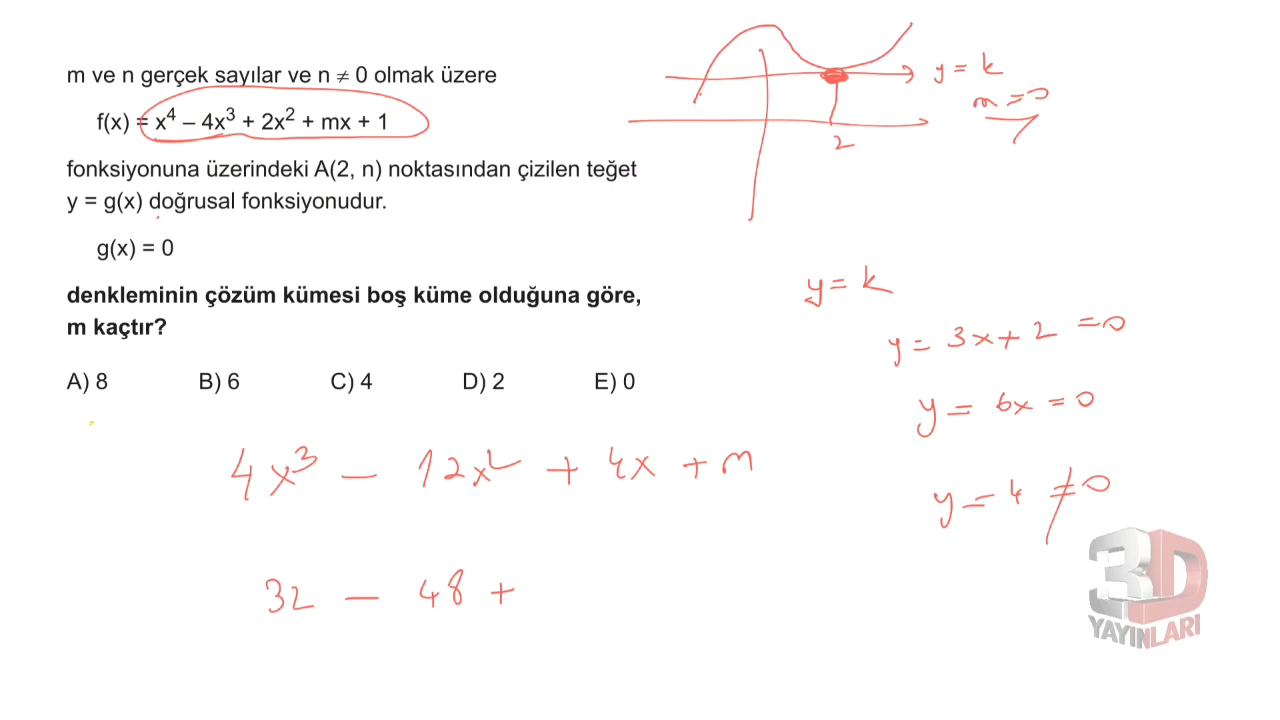 m ve n gerçek sayılar ve n ≠ 0 olmak üzere
f(x) = x⁴ – 4x³ + 2x² + mx + 1
fonksiyonuna üzerindeki A(2, n) noktasından çizilen teğet
y = g(x) doğrusal fonksiyonudur.
g(x) = 0
denkleminin çözüm kümesi boş küme olduğuna göre,
m kaçtır?
A) 8 B) 6 C) 4 D) 2 E) 0
4x³ – 12x² + 4x + m
32 – 48 +
y = k
m = 0
2
y = k
y = 3x + 2 = 0
y = 6x = 0
y = 4 ≠ 0
3D
YAYINLARI